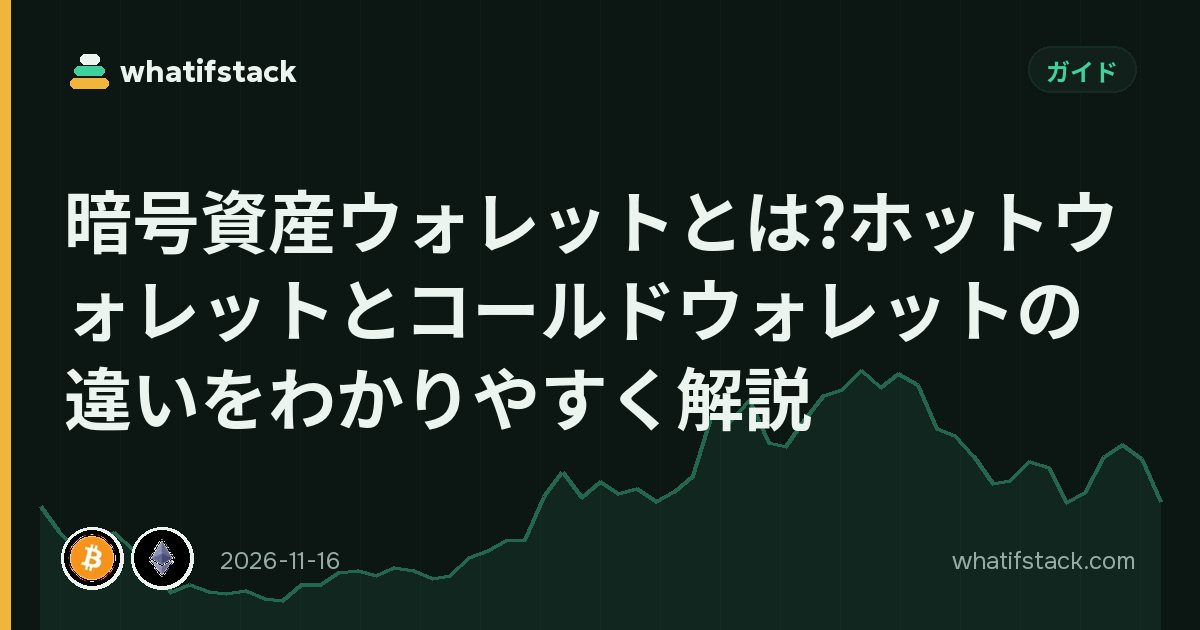 whatifstack
ガイド
暗号資産ウォレットとは?ホットウ
ォレットとコールドウォレットの
違いをわかりやすく解説
2026-11-16
whatifstack.com